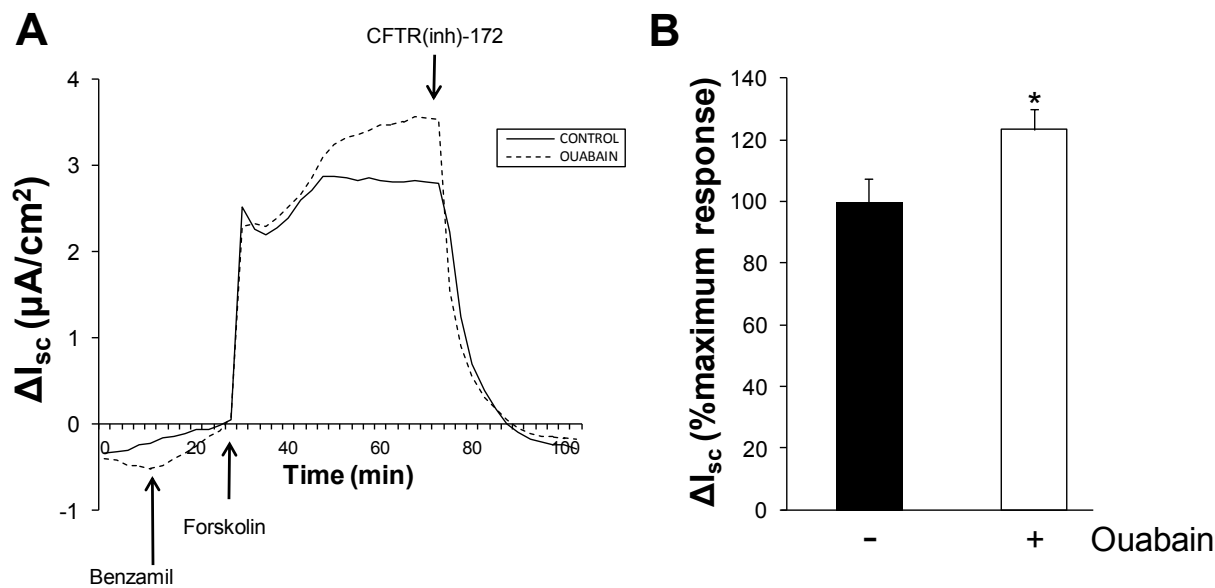 A
CFTR(inh)-172
4
3
2
1
0
-1
ΔIsc (µA/cm2)
CONTROL
OUABAIN
0
20
40
60
80
100
Time (min)
Forskolin
Benzamil
B
140
120
100
80
60
40
20
0
ΔIsc (%maximum response)
*
-
+
Ouabain